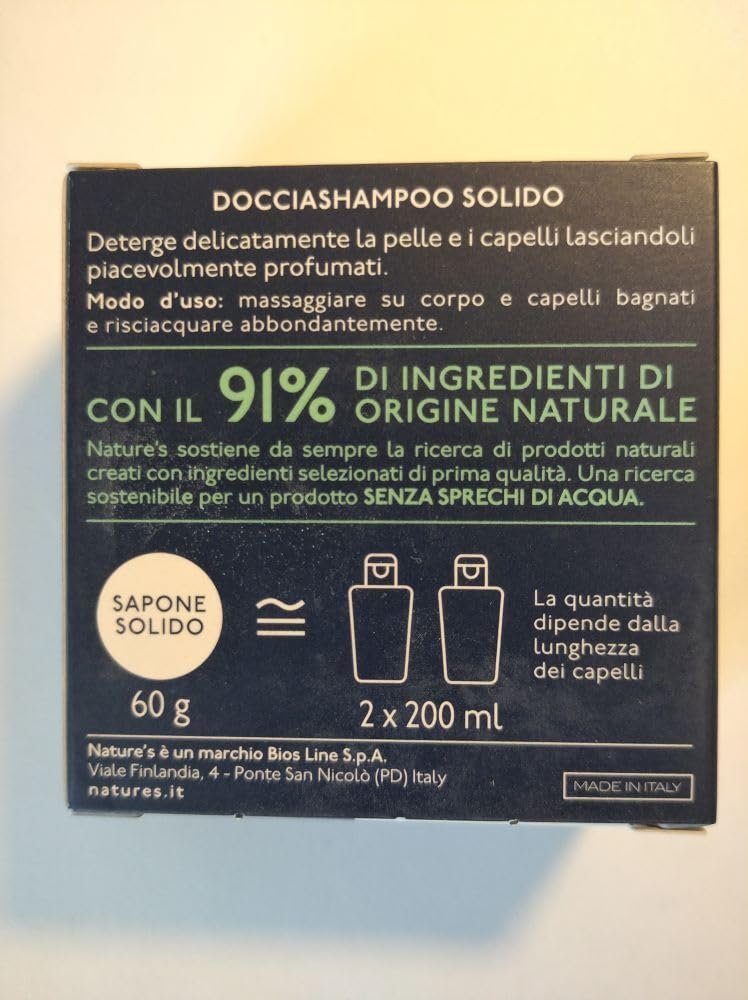 DOCCIASHAMPOO SOLIDO
Deterge delicatamente la pelle e i capelli lasciandoli
piacevolmente profumati.
Modo d'uso: massaggiare su corpo e capelli bagnati
e risciacquare abbondantemente.
CON IL 91% DI INGREDIENTI DI
ORIGINE NATURALE
Nature's sostiene da sempre la ricerca di prodotti naturali
creati con ingredienti selezionati di prima qualità. Una ricerca
sostenibile per un prodotto SENZA SPRECHI DI ACQUA.
SAPONE
SOLIDO
≅
60 g
2 x 200 ml
La quantità
dipende dalla
lunghezza
dei capelli
Nature's è un marchio Bios Line S.p.A.
Viale Finlandia, 4 - Ponte San Nicolò (PD) Italy
natures.it
MADE IN ITALY